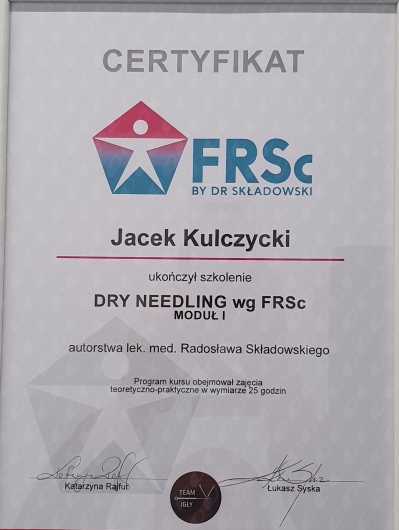 CERTYFIKAT
FRSc
BY DR SKŁADOWSKI
Jacek Kulczycki
ukończył szkolenie
DRY NEEDLING wg FRSc
MODUŁ I
autorstwa lek. med. Radosława Składowskiego
Program kursu obejmował zajęcia
teoretyczno-praktyczne w wymiarze 25 godzin
Katarzyna Rajfur
Łukasz Syska
TEAM
IGŁY